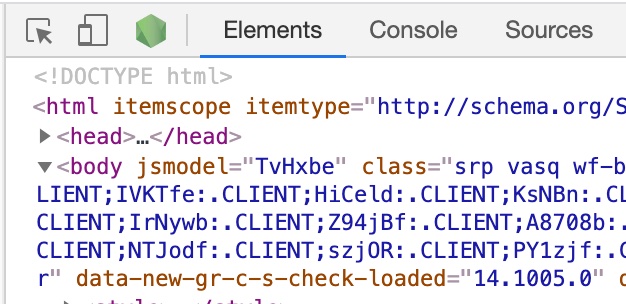 Elements Console Sources
<!DOCTYPE html>
<html itemscope itemtype="http://schema.org/S
<head>…</head>
<body jsmodel="TvHxbe" class="srp vasq wf-b
LIENT;IVKTfe:.CLIENT;HiCeld:.CLIENT;KsNBn:.CL
CLIENT;IrNywb:.CLIENT;Z94jBf:.CLIENT;A8708b:.
CLIENT;NTJodf:.CLIENT;szjOR:.CLIENT;PY1zjf:.C
r" data-new-gr-c-s-check-loaded="14.1005.0" d
<style>…</style>